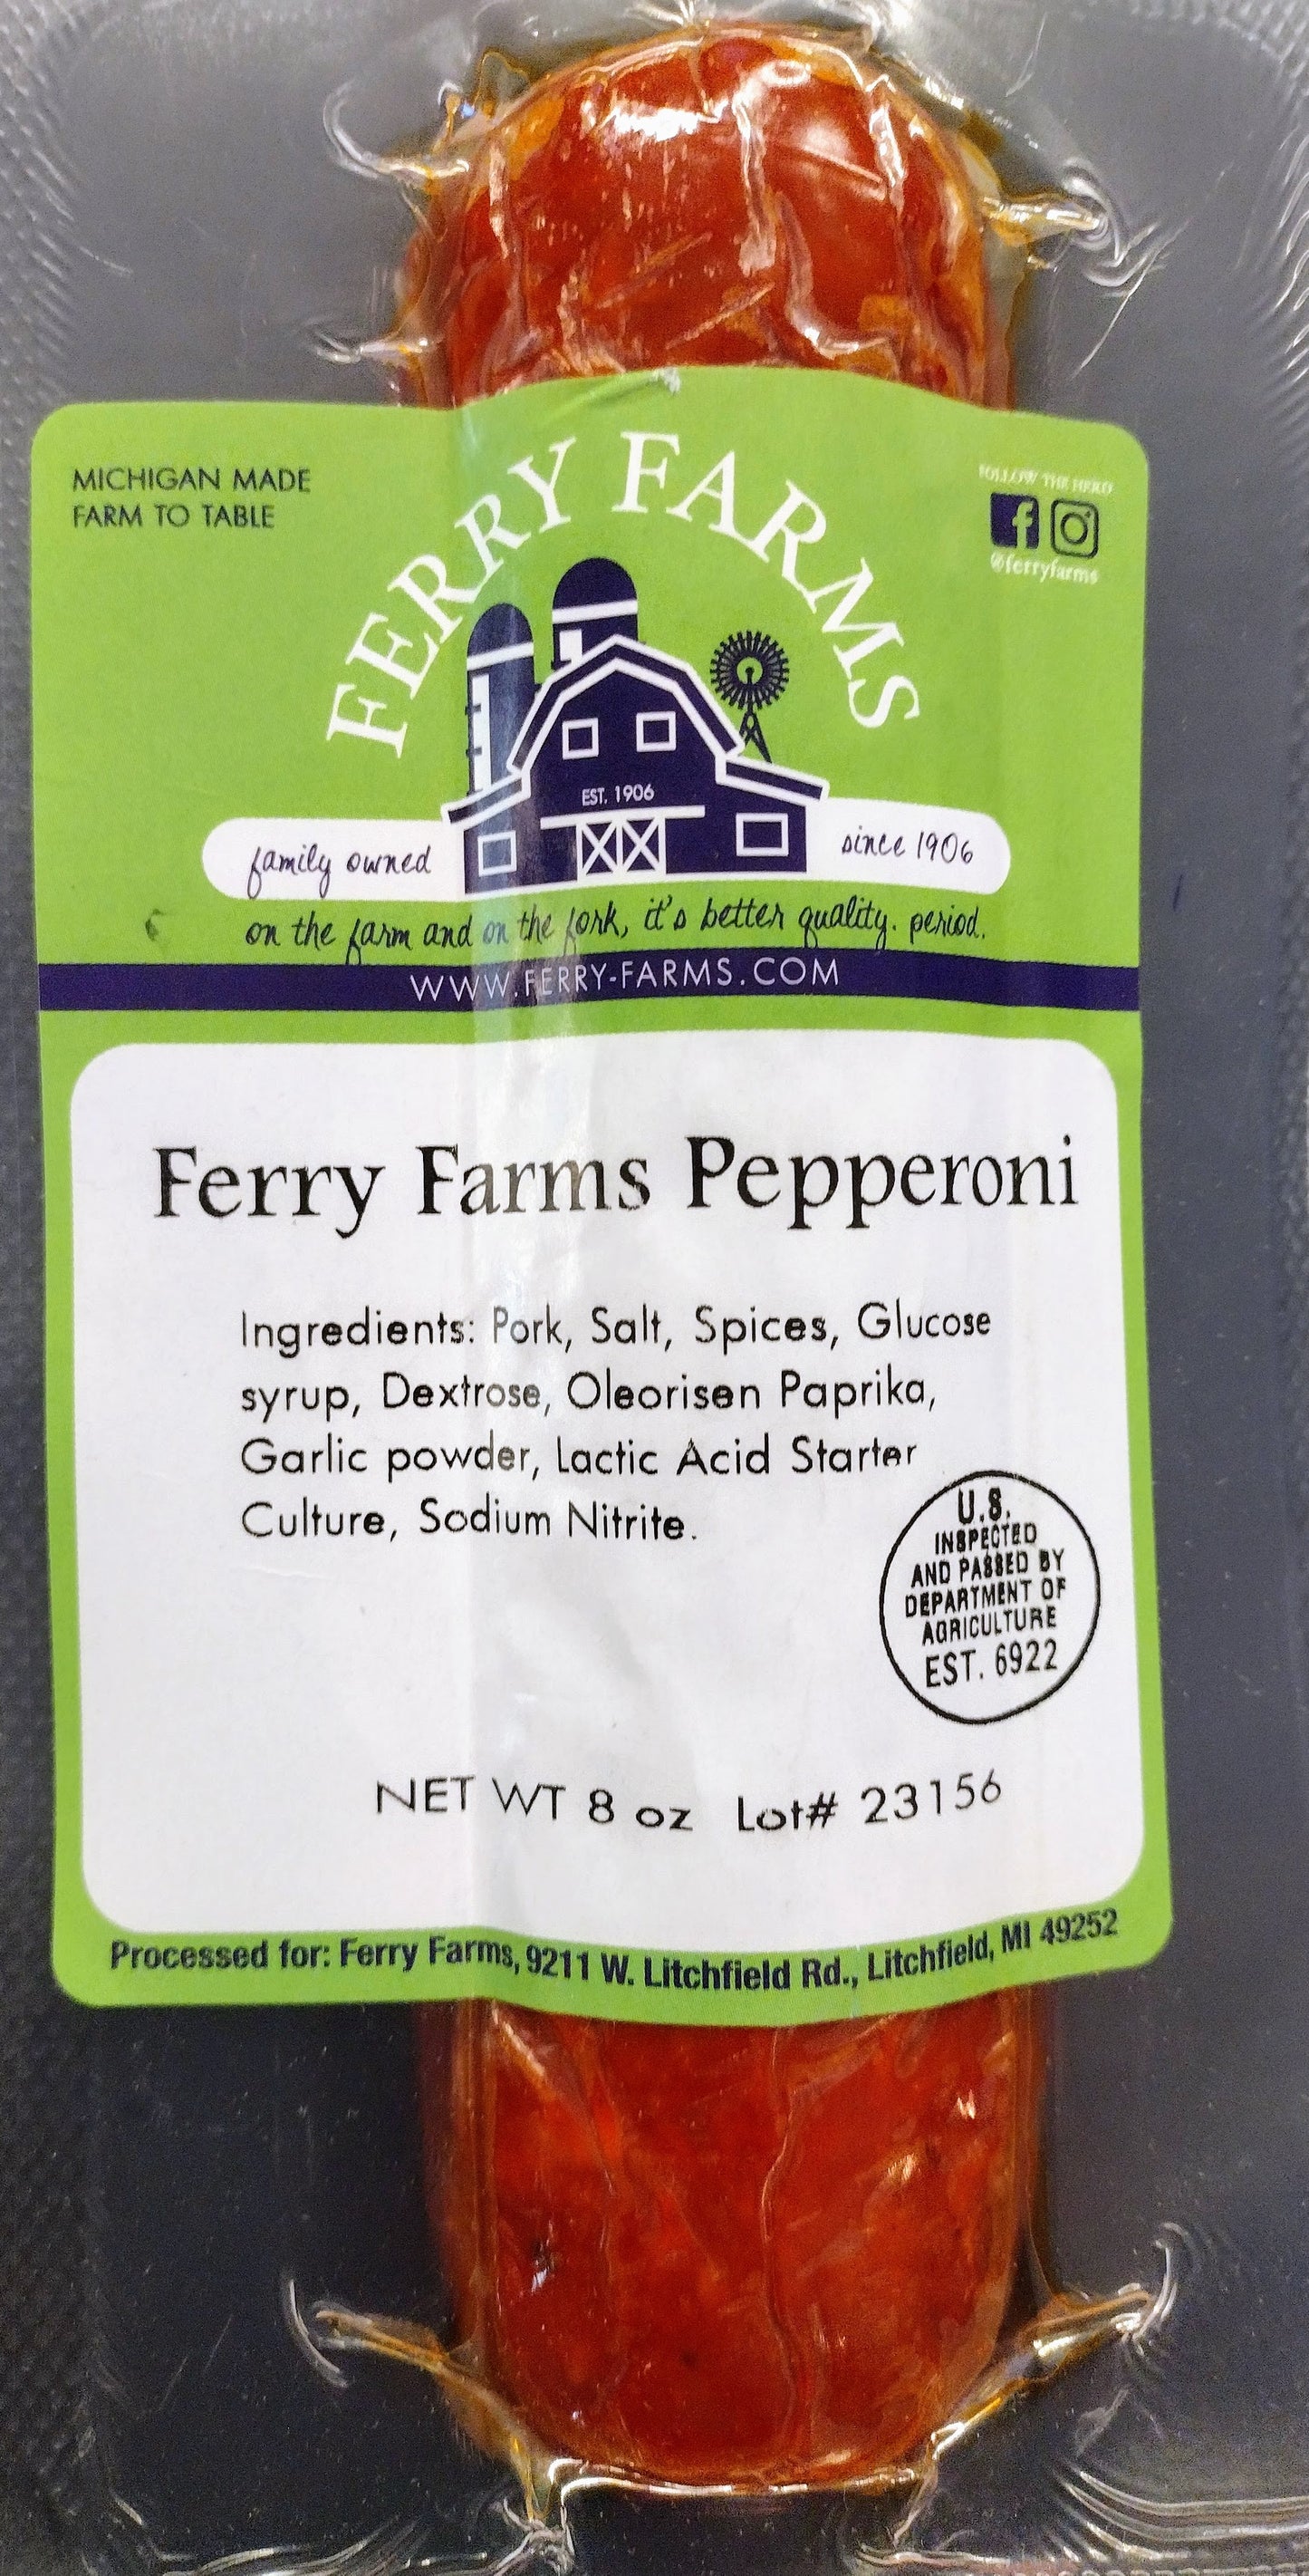 MICHIGAN MADE
FARM TO TABLE
FOLLOW THE HERD
@ferryfarms
FERRY FARMS
EST. 1906
family owned
since 1906
on the farm and on the fork, it's better quality. period.
WWW.FERRY-FARMS.COM
Ferry Farms Pepperoni
Ingredients: Pork, Salt, Spices, Glucose
syrup, Dextrose, Oleorisen Paprika,
Garlic powder, Lactic Acid Starter
Culture, Sodium Nitrite.
U.S.
INSPECTED
AND PASSED BY
DEPARTMENT OF
AGRICULTURE
EST. 6922
NET WT 8 oz Lot# 23156
Processed for: Ferry Farms, 9211 W. Litchfield Rd., Litchfield, MI 49252